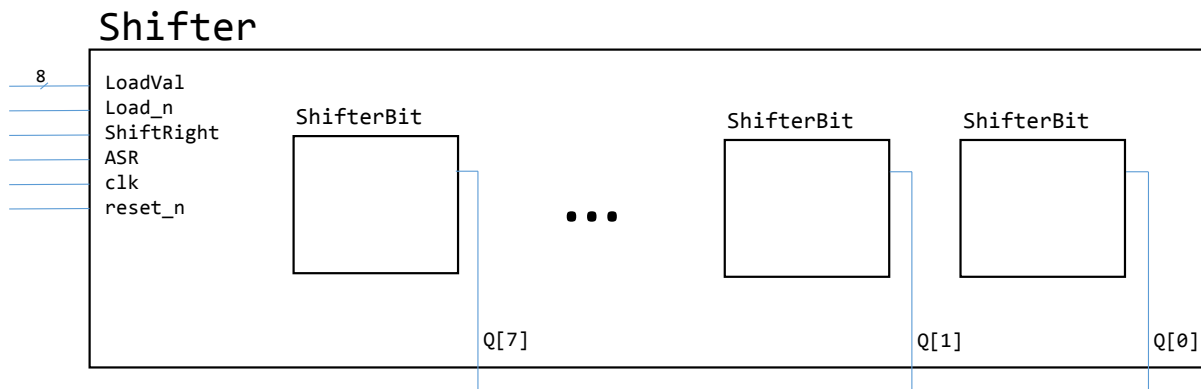 Shifter
8
LoadVal
Load_n
ShiftRight
ASR
clk
reset_n
ShifterBit
...
ShifterBit
ShifterBit
Q[7]
Q[1]
Q[0]